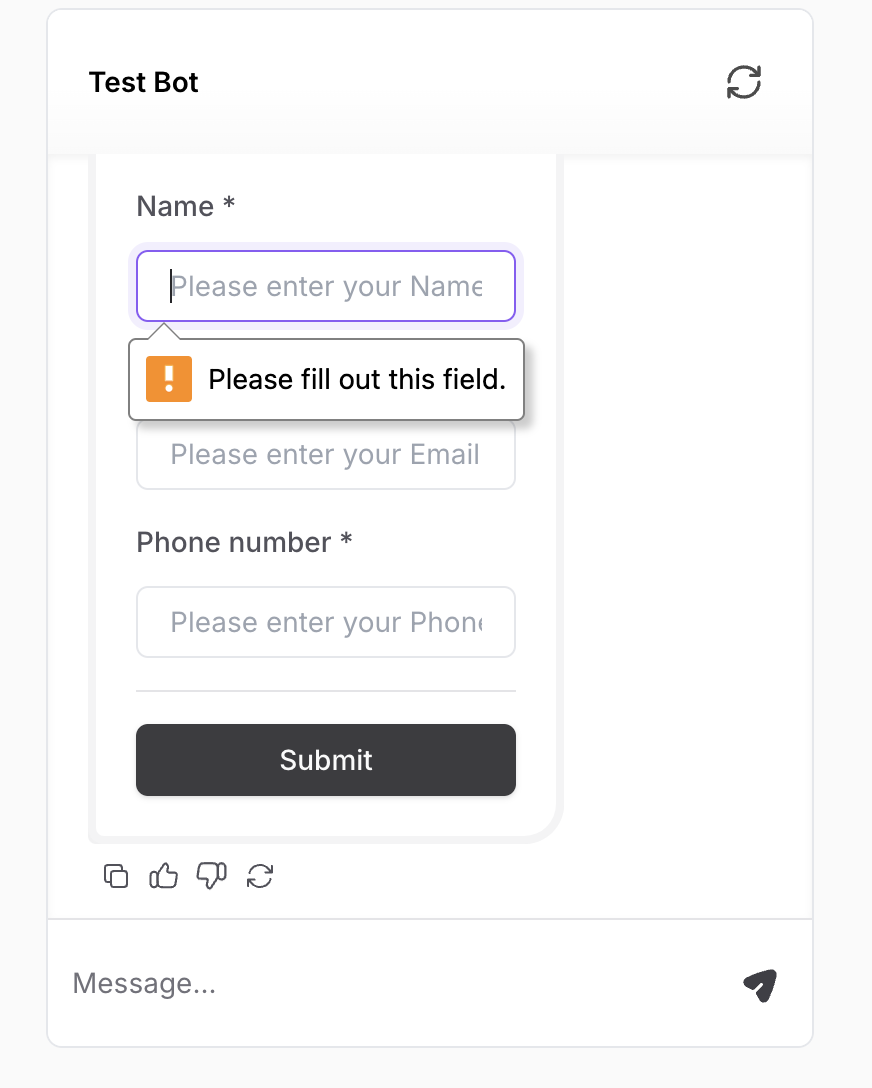 Test Bot
Name *
Please enter your Name
Please fill out this field.
Please enter your Email
Phone number *
Please enter your Phone
Submit
Message...